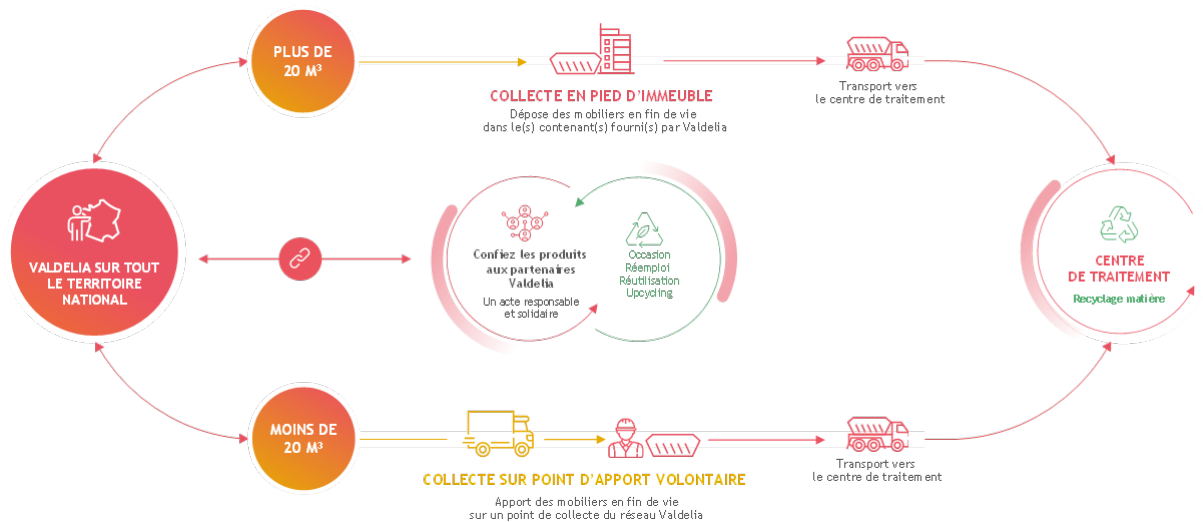 PLUS DE
20 M³
COLLECTE EN PIED D'IMMEUBLE
Dépose des mobiliers en fin de vie
dans le(s) contenant(s) fourni(s) par Valdelia
Transport vers
le centre de traitement
VALDELIA SUR TOUT
LE TERRITOIRE
NATIONAL
Confiez les produits
aux partenaires
Valdelia
Un acte responsable
et solidaire
Occasion
Réemploi
Réutilisation
Upcycling
CENTRE
DE TRAITEMENT
Recyclage matière
MOINS DE
20 M³
COLLECTE SUR POINT D'APPORT VOLONTAIRE
Apport des mobiliers en fin de vie
sur un point de collecte du réseau Valdelia
Transport vers
le centre de traitement